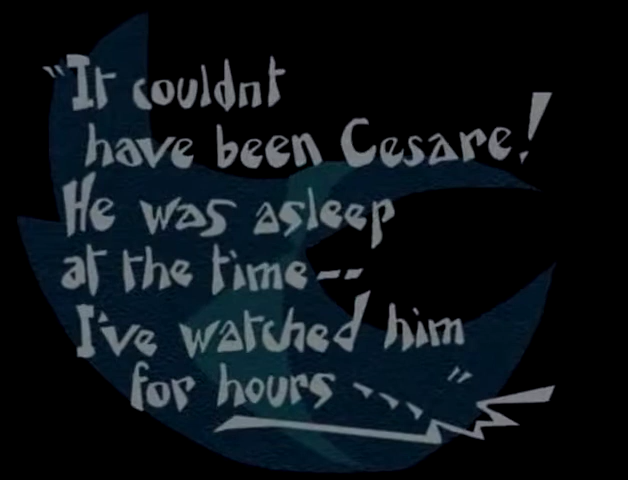 "It couldnt
have been Cesare!
He was asleep
at the time--
I've watched him
for hours ---- "